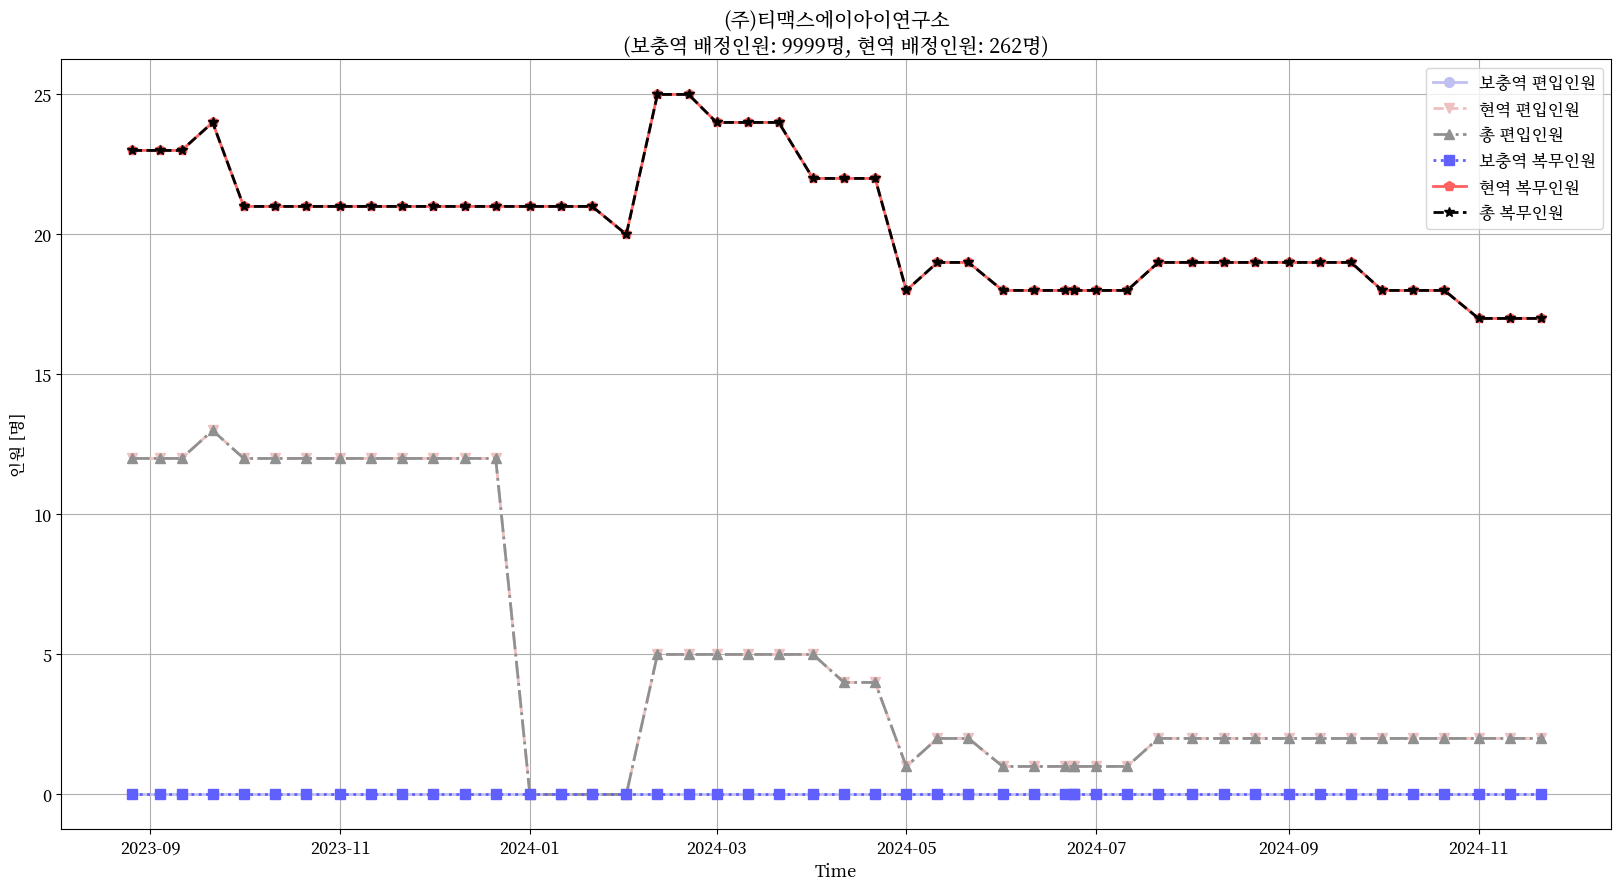 (주)티맥스에이아이연구소
(보충역 배정인원: 9999명, 현역 배정인원: 262명)
보충역 편입인원
현역 편입인원
총 편입인원
보충역 복무인원
현역 복무인원
총 복무인원
인원 [명]
25
20
15
10
5
0
2023-09
2023-11
2024-01
2024-03
2024-05
2024-07
2024-09
2024-11
Time